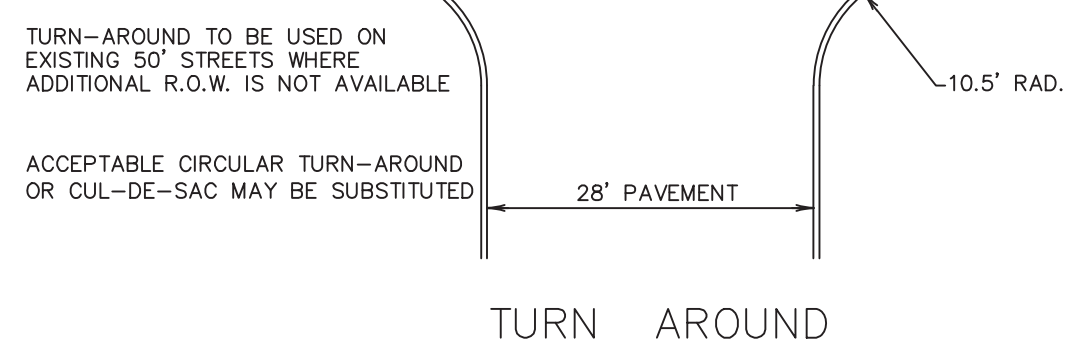 TURN-AROUND TO BE USED ON
EXISTING 50' STREETS WHERE
ADDITIONAL R.O.W. IS NOT AVAILABLE
10.5' RAD.
ACCEPTABLE CIRCULAR TURN-AROUND
OR CUL-DE-SAC MAY BE SUBSTITUTED
28' PAVEMENT
TURN AROUND